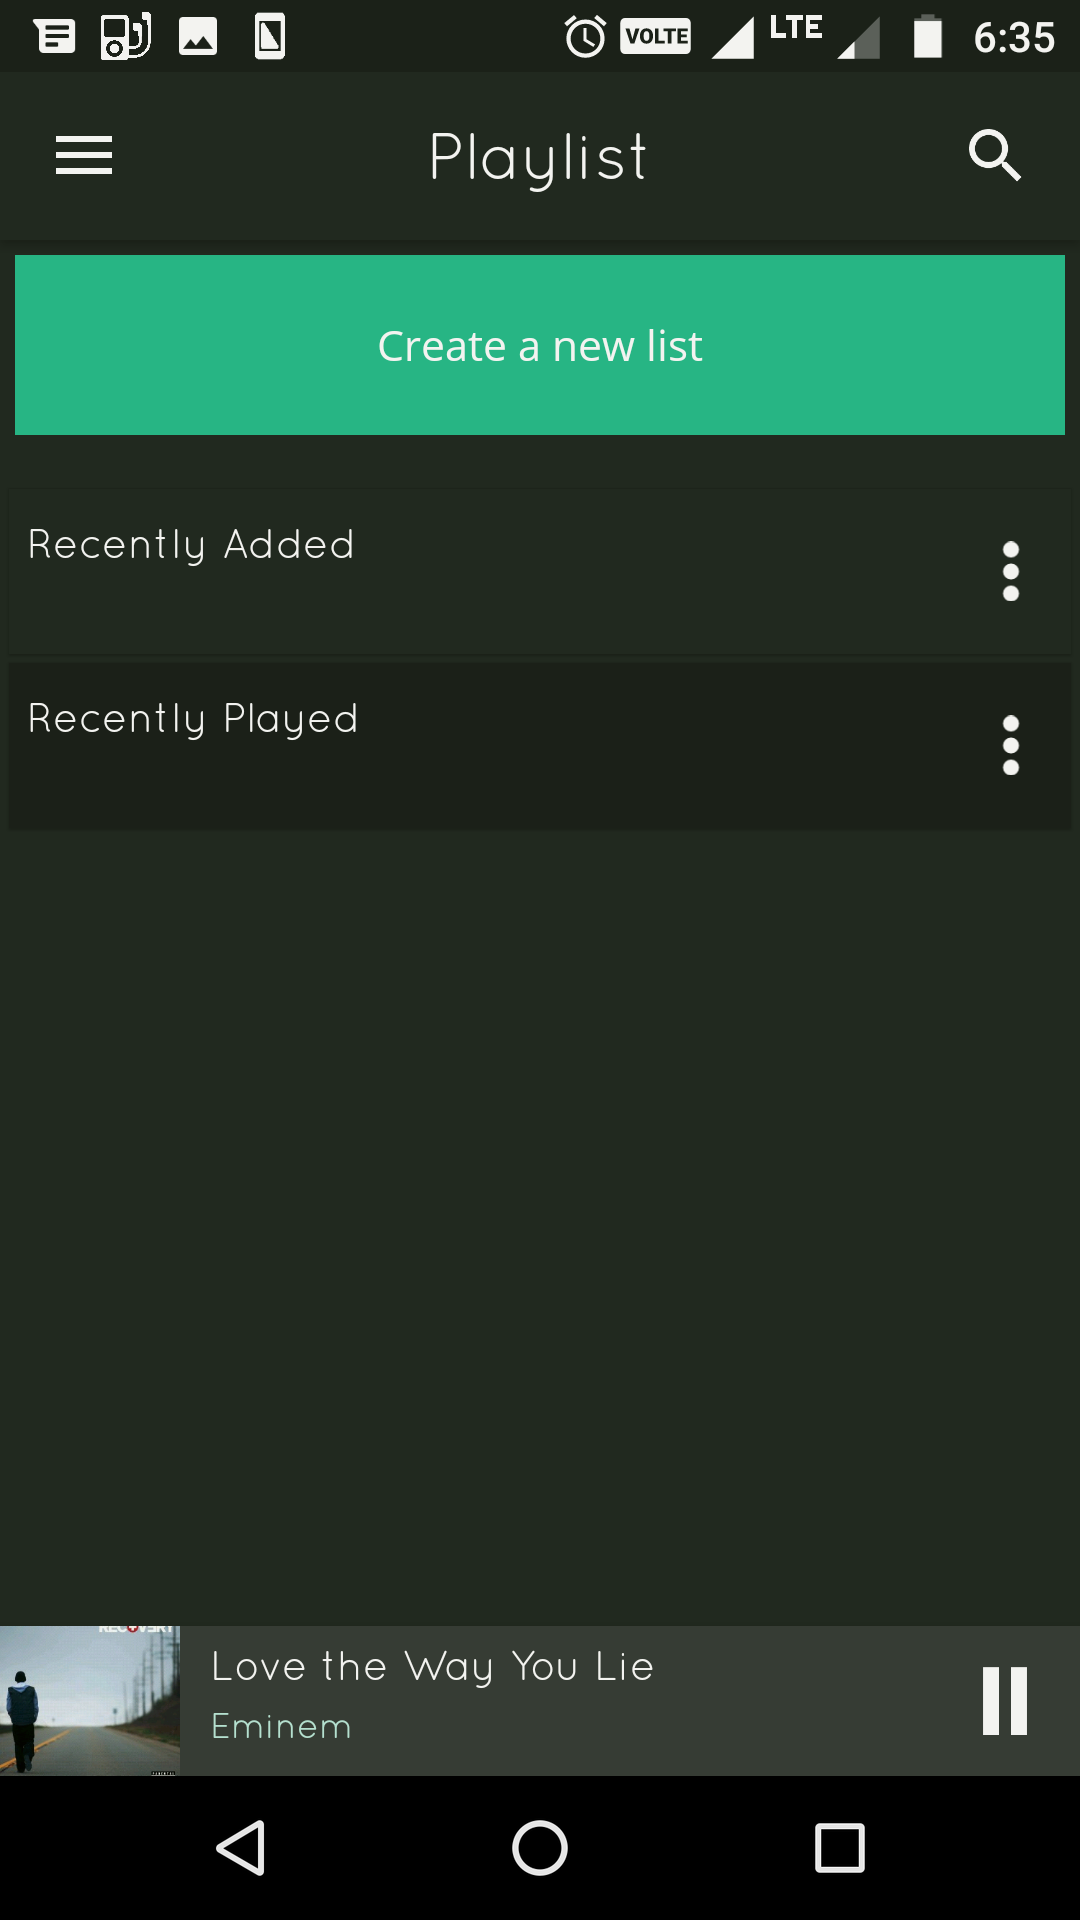 VOLTE LTE 6:35
Playlist
Create a new list
Recently Added
Recently Played
RECOVERY
Love the Way You Lie
Eminem